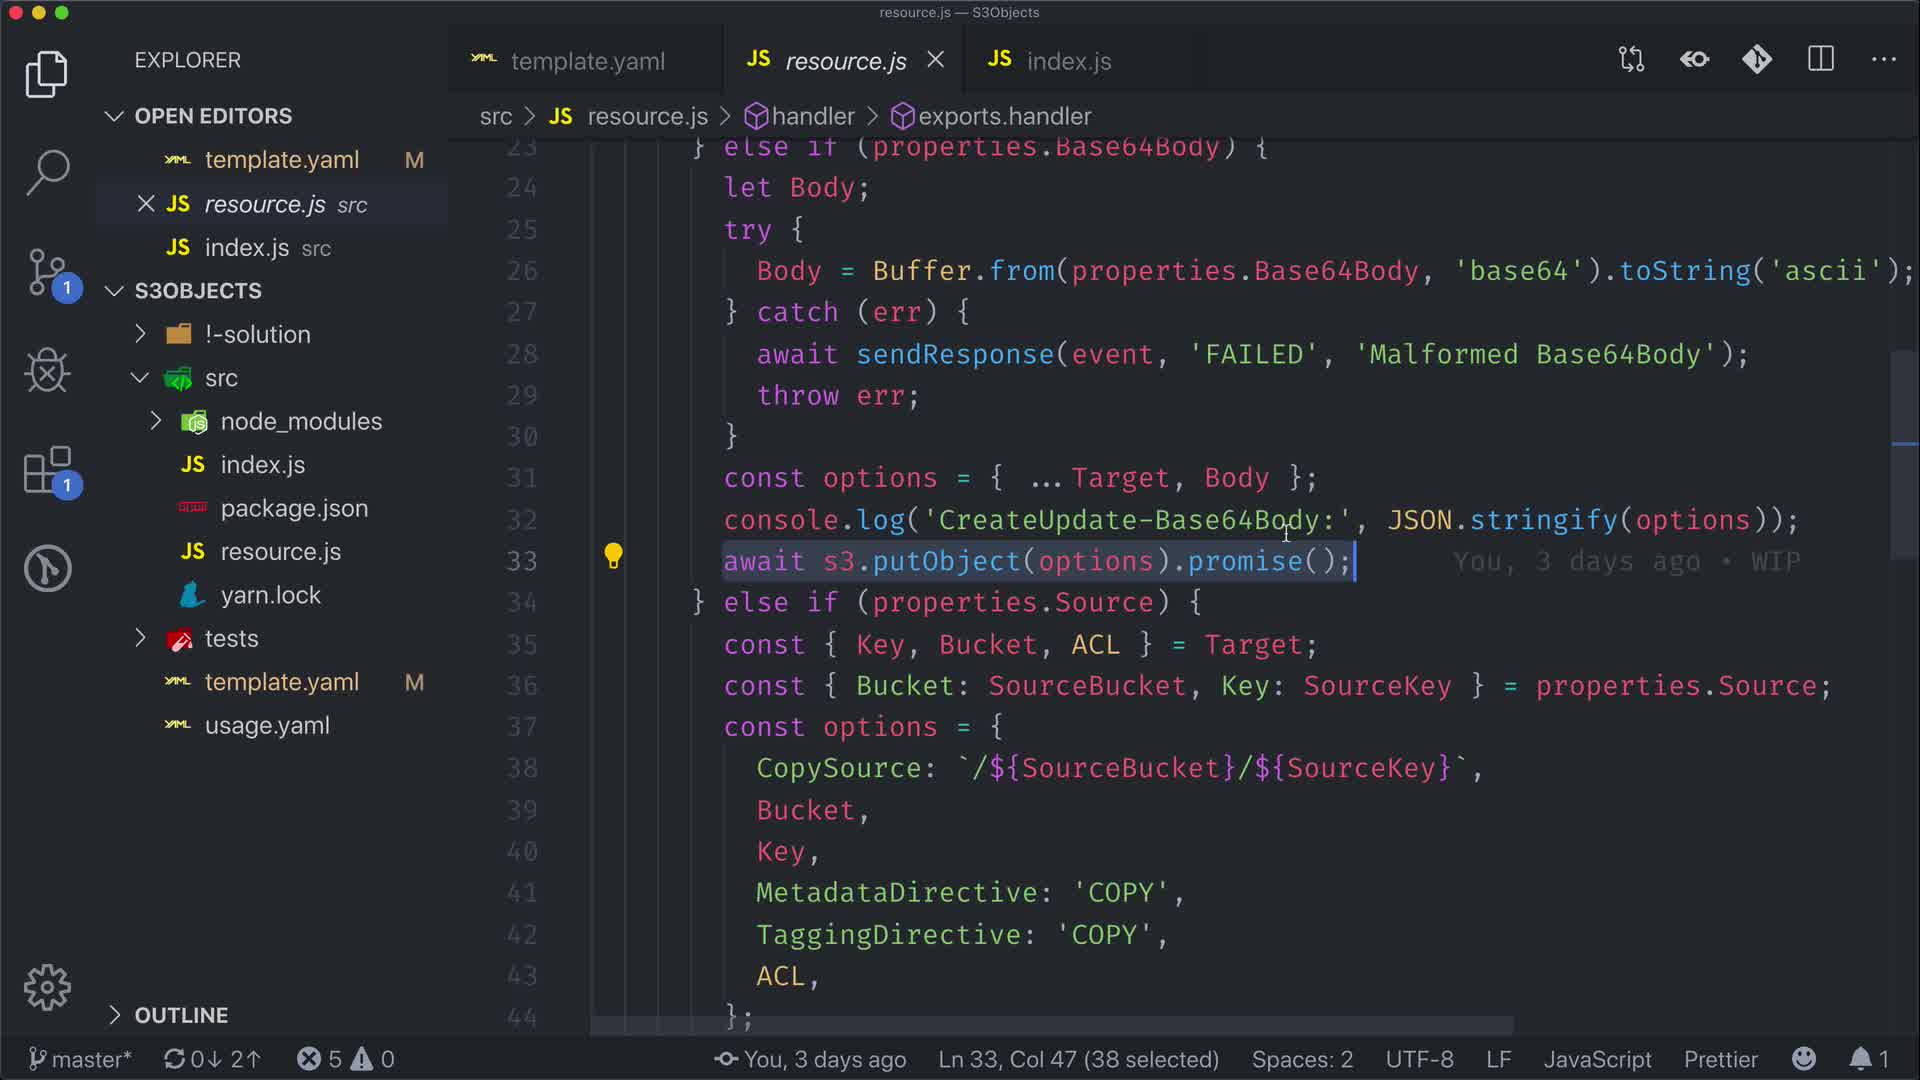 resource.js — S3Objects
EXPLORER
OPEN EDITORS
YAML template.yaml M
JS resource.js src
JS index.js src
S3OBJECTS
!-solution
src
node_modules
JS index.js
package.json
JS resource.js
yarn.lock
tests
YAML template.yaml M
YAML usage.yaml
OUTLINE
1
1
YAML template.yaml
JS resource.js
JS index.js
src > JS resource.js > handler > exports.handler
23 } else if (properties.Base64Body) {
24 let Body;
25 try {
26 Body = Buffer.from(properties.Base64Body, 'base64').toString('ascii');
27 } catch (err) {
28 await sendResponse(event, 'FAILED', 'Malformed Base64Body');
29 throw err;
30 }
31 const options = { ...Target, Body };
32 console.log('CreateUpdate-Base64Body:', JSON.stringify(options));
33 await s3.putObject(options).promise(); You, 3 days ago • WIP
34 } else if (properties.Source) {
35 const { Key, Bucket, ACL } = Target;
36 const { Bucket: SourceBucket, Key: SourceKey } = properties.Source;
37 const options = {
38 CopySource: `/${SourceBucket}/${SourceKey}`,
39 Bucket,
40 Key,
41 MetadataDirective: 'COPY',
42 TaggingDirective: 'COPY',
43 ACL,
44 };
master* 0↓ 2↑ 5 0 You, 3 days ago Ln 33, Col 47 (38 selected) Spaces: 2 UTF-8 LF JavaScript Prettier 1